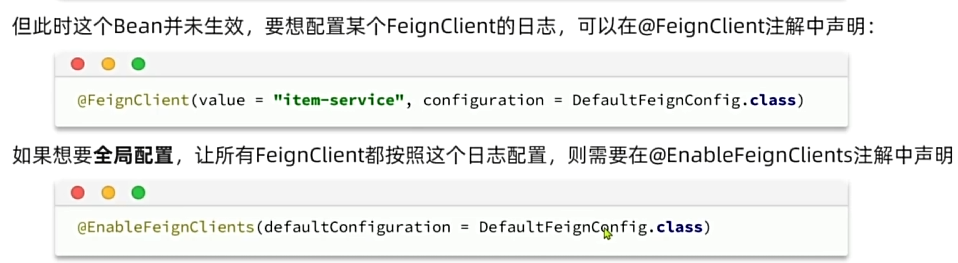 但此时这个Bean并未生效，要想配置某个FeignClient的日志，可以在@FeignClient注解中声明：
@FeignClient(value = "item-service", configuration = DefaultFeignConfig.class)
如果想要全局配置，让所有FeignClient都按照这个日志配置，则需要在@EnableFeignClients注解中声明
@EnableFeignClients(defaultConfiguration = DefaultFeignConfig.class)